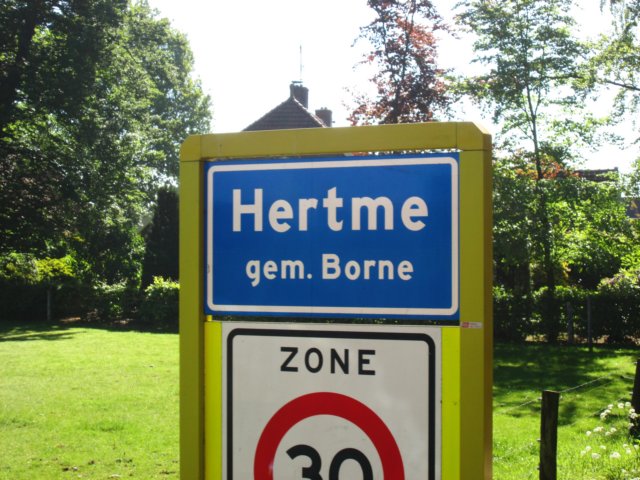 Hertme
gem. Borne
ZONE
30